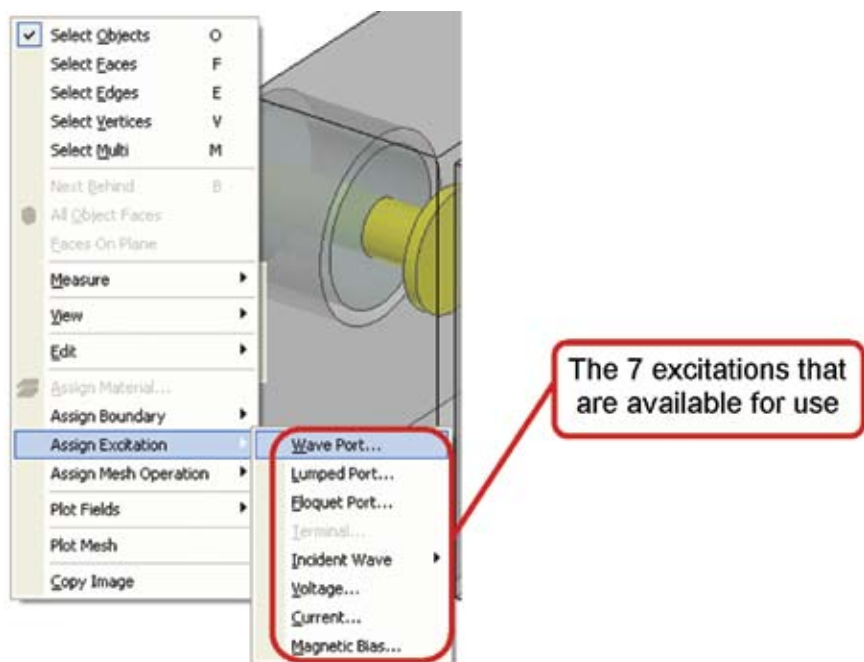 Select Objects O
Select Faces F
Select Edges E
Select Vertices V
Select Multi M
Next Behind B
All Object Faces
Faces On Plane
Measure
View
Edit
Assign Material...
Assign Boundary
Assign Excitation
Assign Mesh Operation
Plot Fields
Plot Mesh
Copy Image
Wave Port...
Lumped Port...
Floquet Port...
Terminal...
Incident Wave
Voltage...
Current...
Magnetic Bias...
The 7 excitations that
are available for use